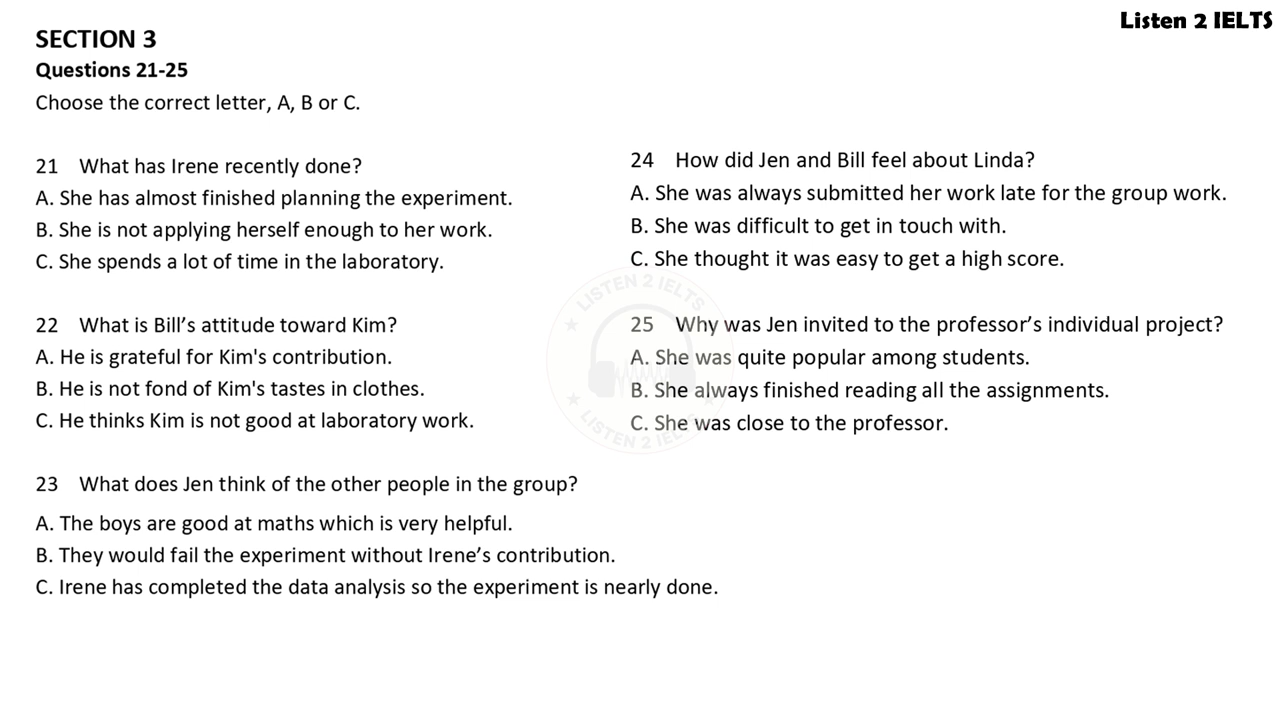 Listen 2 IELTS
SECTION 3
Questions 21-25
Choose the correct letter, A, B or C.
21 What has Irene recently done?
A. She has almost finished planning the experiment.
B. She is not applying herself enough to her work.
C. She spends a lot of time in the laboratory.
22 What is Bill’s attitude toward Kim?
A. He is grateful for Kim's contribution.
B. He is not fond of Kim's tastes in clothes.
C. He thinks Kim is not good at laboratory work.
23 What does Jen think of the other people in the group?
A. The boys are good at maths which is very helpful.
B. They would fail the experiment without Irene’s contribution.
C. Irene has completed the data analysis so the experiment is nearly done.
24 How did Jen and Bill feel about Linda?
A. She was always submitted her work late for the group work.
B. She was difficult to get in touch with.
C. She thought it was easy to get a high score.
25 Why was Jen invited to the professor’s individual project?
A. She was quite popular among students.
B. She always finished reading all the assignments.
C. She was close to the professor.
LISTEN 2 IELTS
LISTEN 2 IELTS